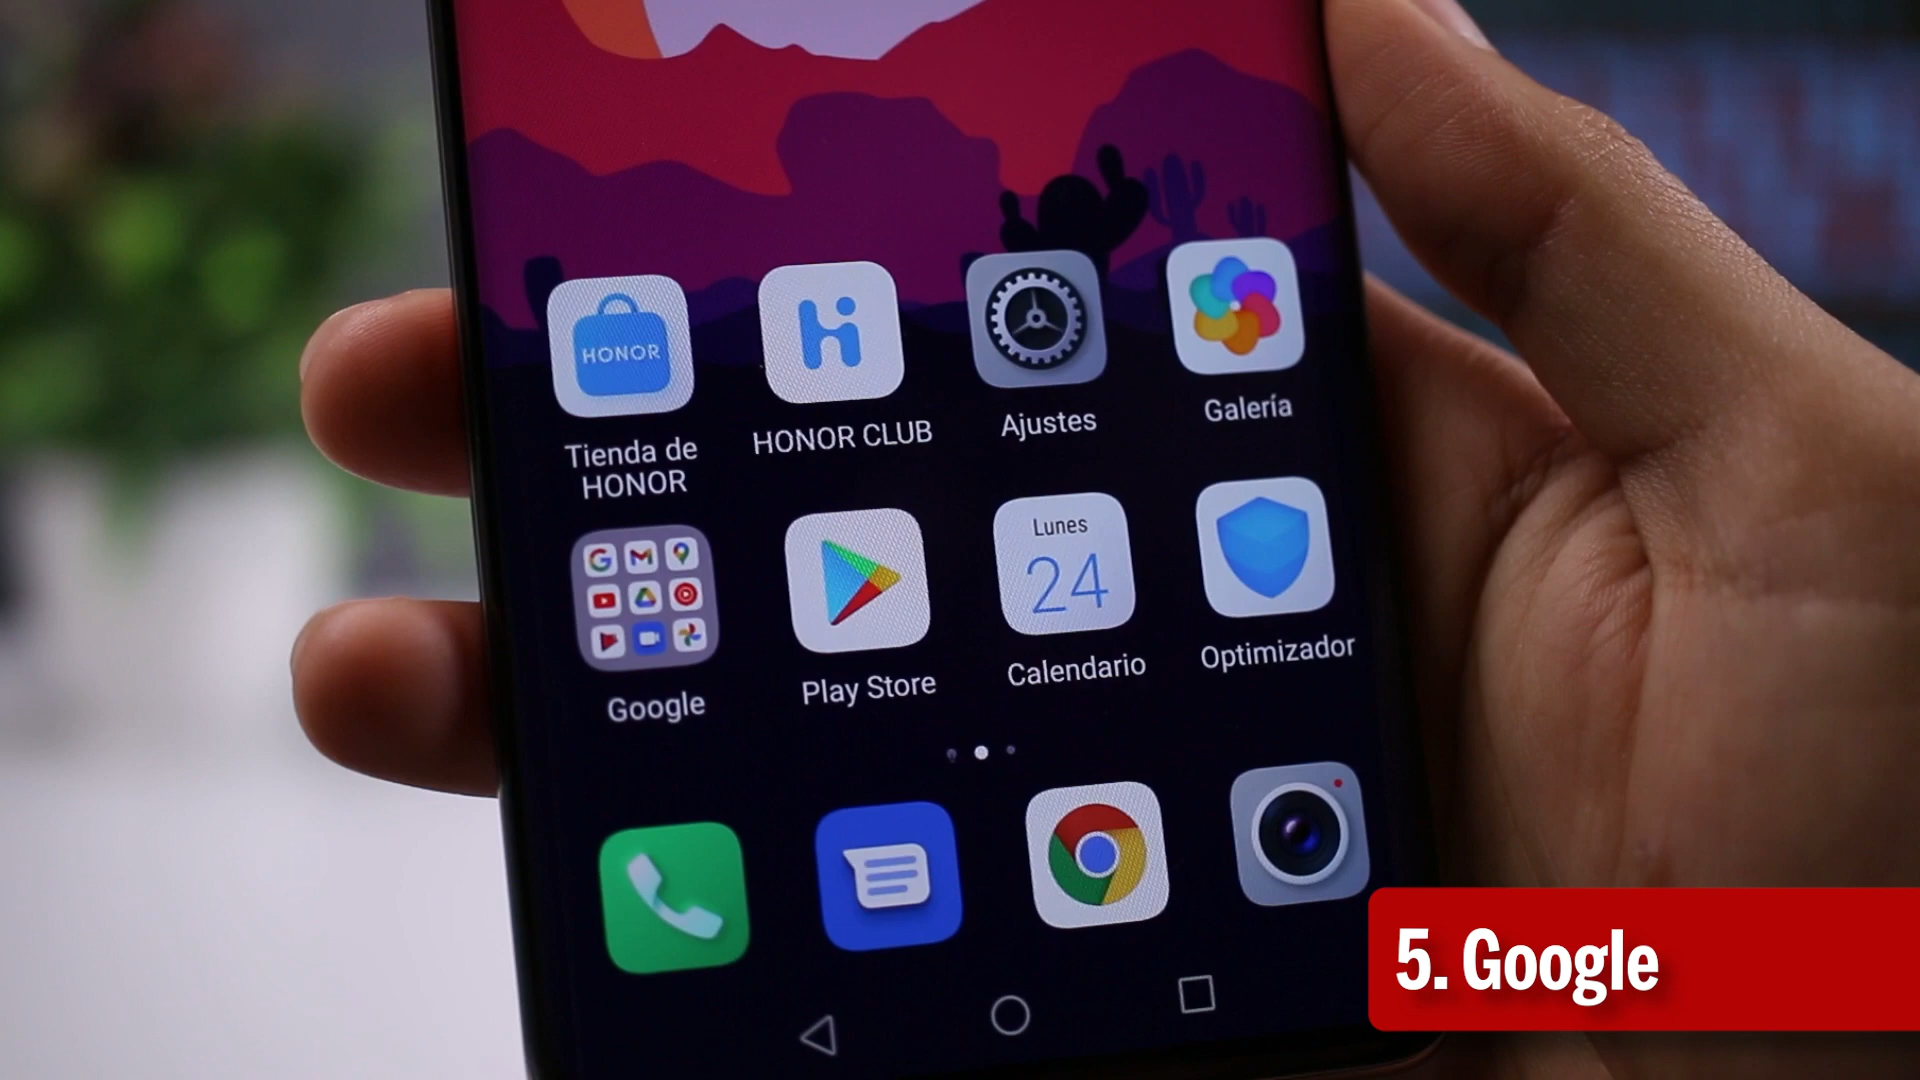 HONOR
Tienda de
HONOR
HONOR CLUB
Ajustes
Galería
Google
Play Store
Lunes
24
Calendario
Optimizador
5. Google